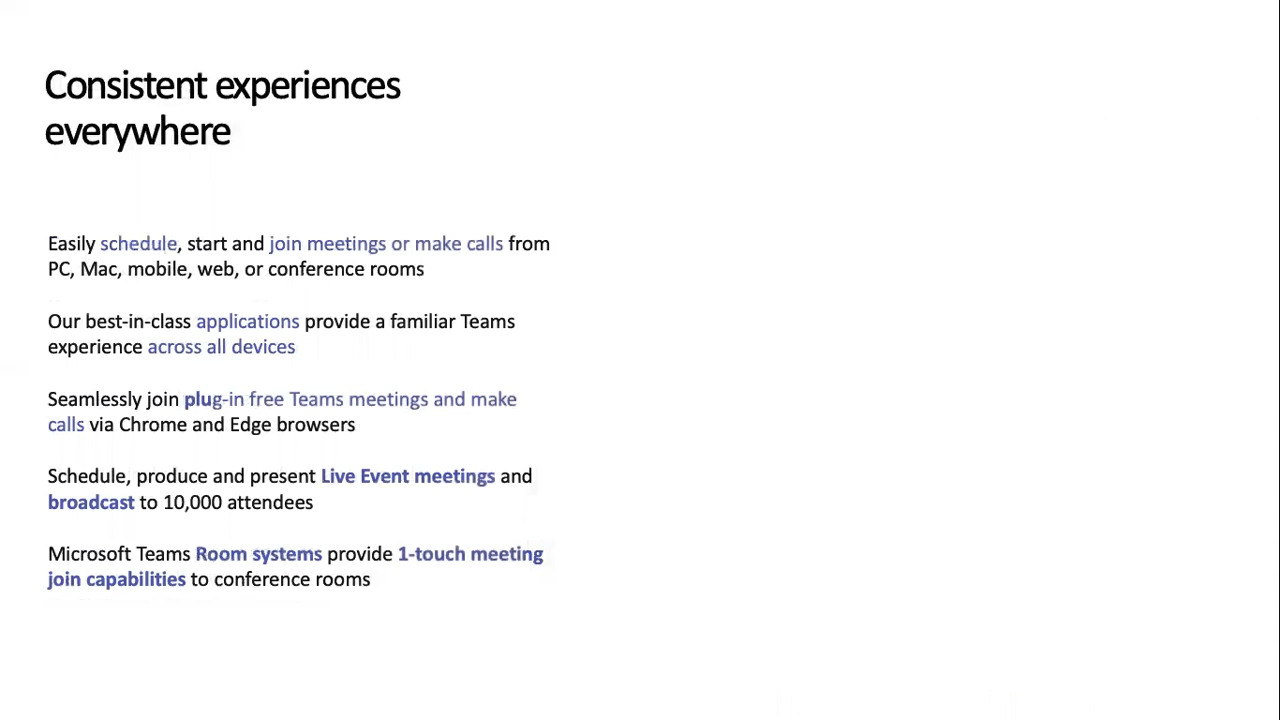 Consistent experiences
everywhere
Easily schedule, start and join meetings or make calls from
PC, Mac, mobile, web, or conference rooms
Our best-in-class applications provide a familiar Teams
experience across all devices
Seamlessly join plug-in free Teams meetings and make
calls via Chrome and Edge browsers
Schedule, produce and present Live Event meetings and
broadcast to 10,000 attendees
Microsoft Teams Room systems provide 1-touch meeting
join capabilities to conference rooms